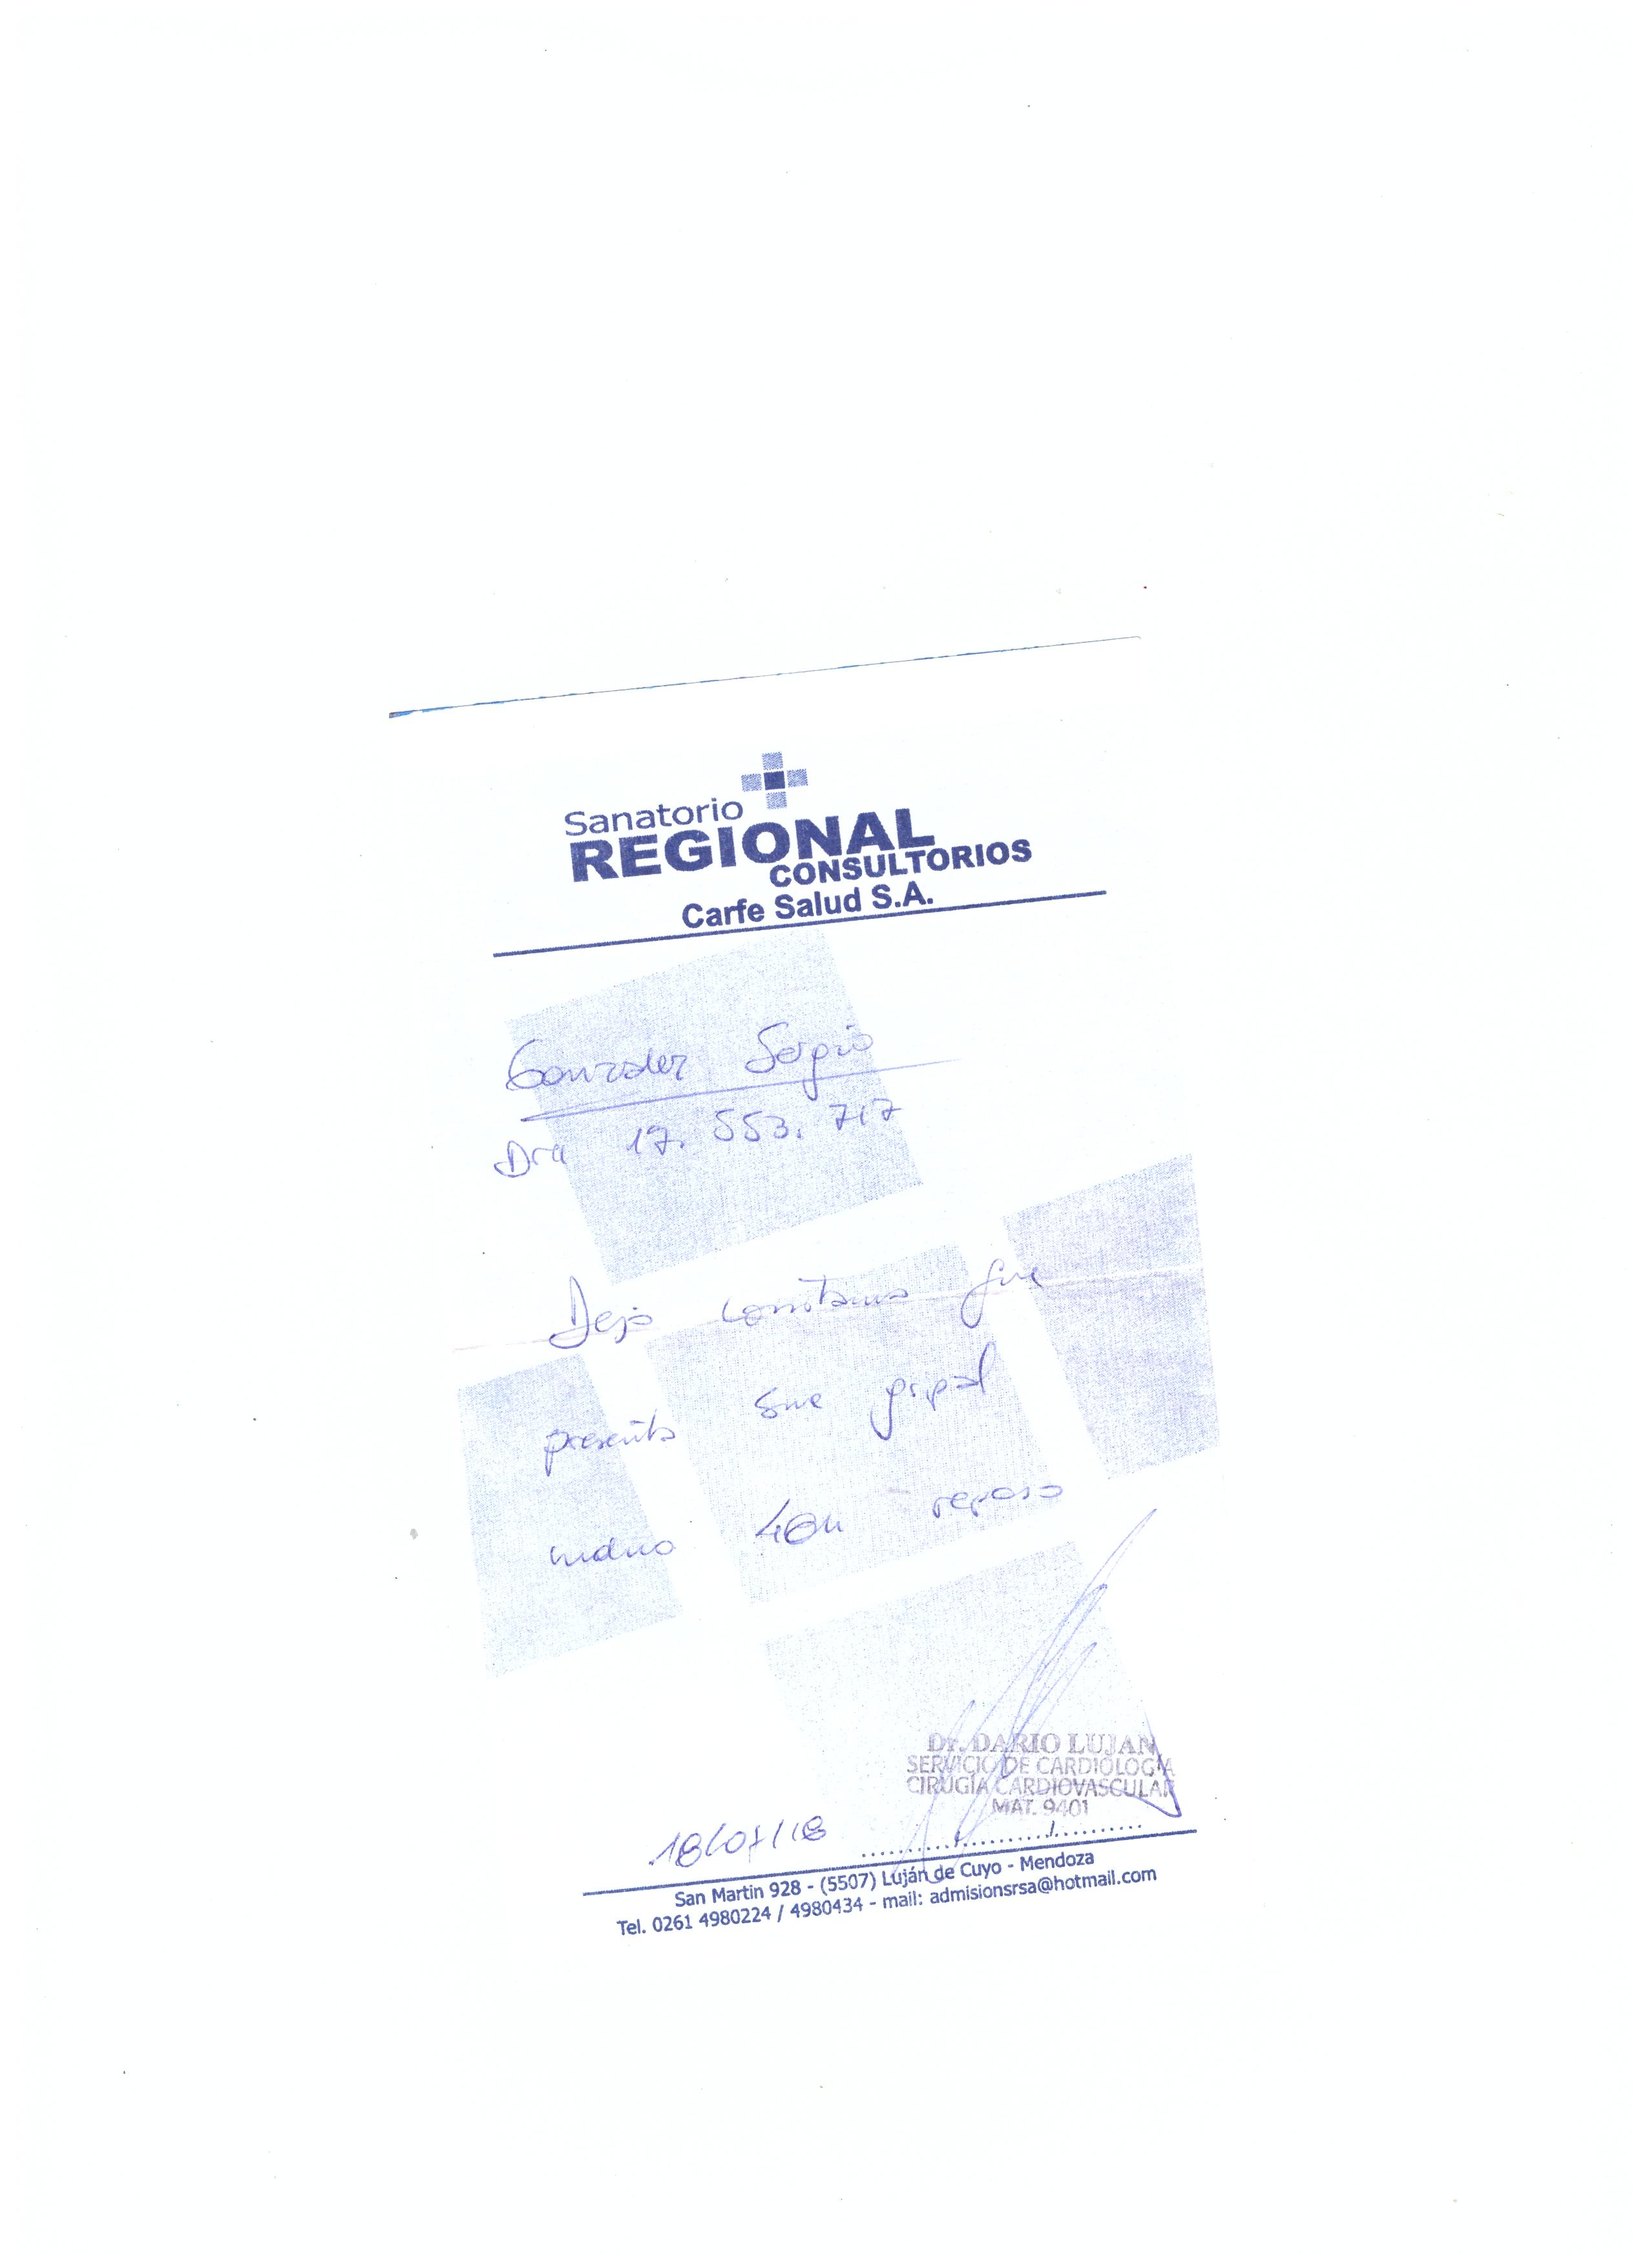 Sanatorio
REGIONAL
CONSULTORIOS
Carfe Salud S.A.
Gonzalez Sergio
17. 553. 717
Dejo constancia que
presenta sme gripal
indico 48h reposo
Dr. DARIO LUJAN
SERVICIO DE CARDIOLOGIA
CIRUGÍA CARDIOVASCULAR
MAT. 9401
18/07/18
San Martin 928 - (5507) Luján de Cuyo - Mendoza
Tel. 0261 4980224 / 4980434 - mail: admisionsrsa@hotmail.com